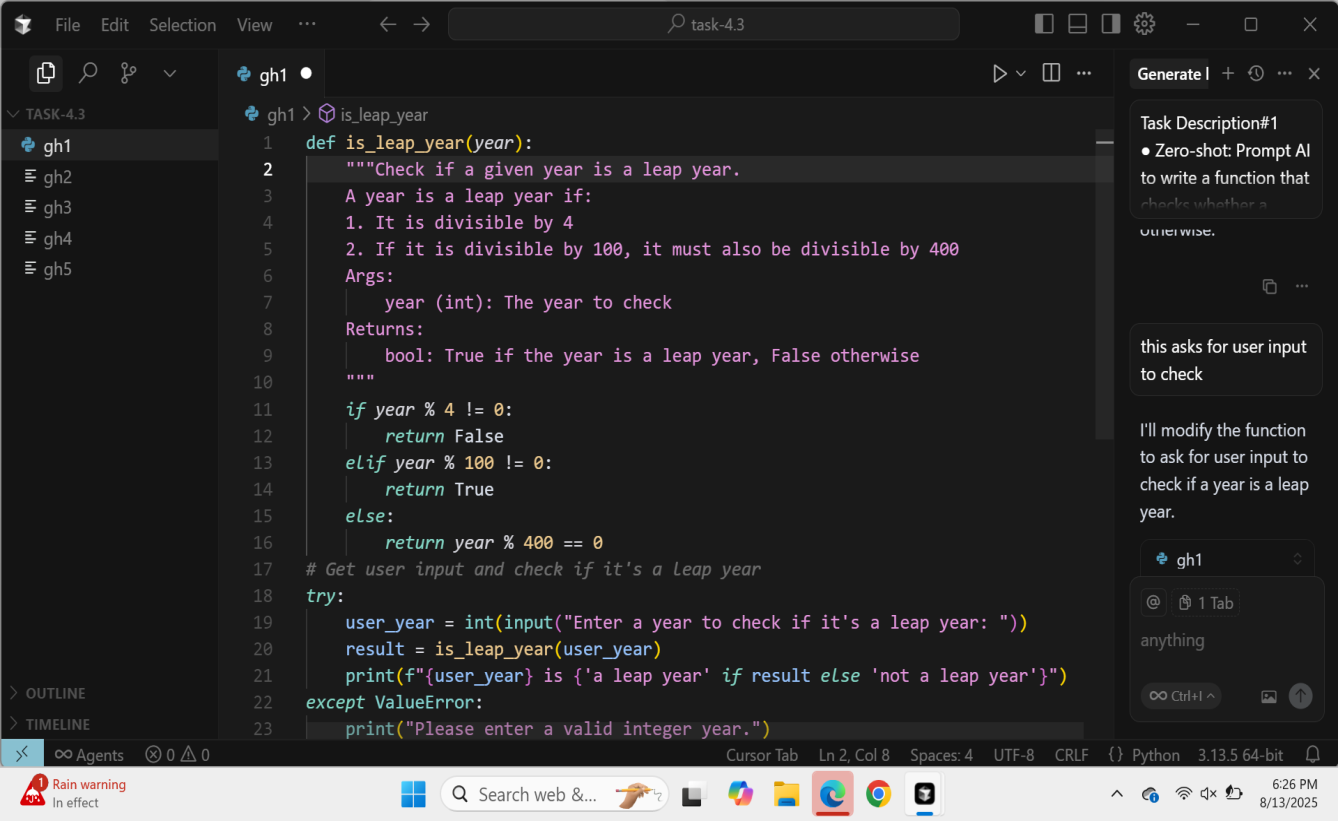 File Edit Selection View ··· task-4.3
gh1
TASK-4.3
gh1
gh2
gh3
gh4
gh5
OUTLINE
TIMELINE
gh1 > is_leap_year
1 def is_leap_year(year):
2 """Check if a given year is a leap year.
3 A year is a leap year if:
4 1. It is divisible by 4
5 2. If it is divisible by 100, it must also be divisible by 400
6 Args:
7 year (int): The year to check
8 Returns:
9 bool: True if the year is a leap year, False otherwise
10 """
11 if year % 4 != 0:
12 return False
13 elif year % 100 != 0:
14 return True
15 else:
16 return year % 400 == 0
17 # Get user input and check if it's a leap year
18 try:
19 user_year = int(input("Enter a year to check if it's a leap year: "))
20 result = is_leap_year(user_year)
21 print(f"{user_year} is {'a leap year' if result else 'not a leap year'}")
22 except ValueError:
23 print("Please enter a valid integer year.")
Generate l
Task Description#1
● Zero-shot: Prompt AI
to write a function that
checks whether a
otherwise.
this asks for user input
to check
I'll modify the function
to ask for user input to
check if a year is a leap
year.
gh1
@ 1 Tab
anything
∞ Ctrl+I
Agents 0 0 Cursor Tab Ln 2, Col 8 Spaces: 4 UTF-8 CRLF {} Python 3.13.5 64-bit
1
Rain warning
In effect
Search web &...
6:26 PM
8/13/2025